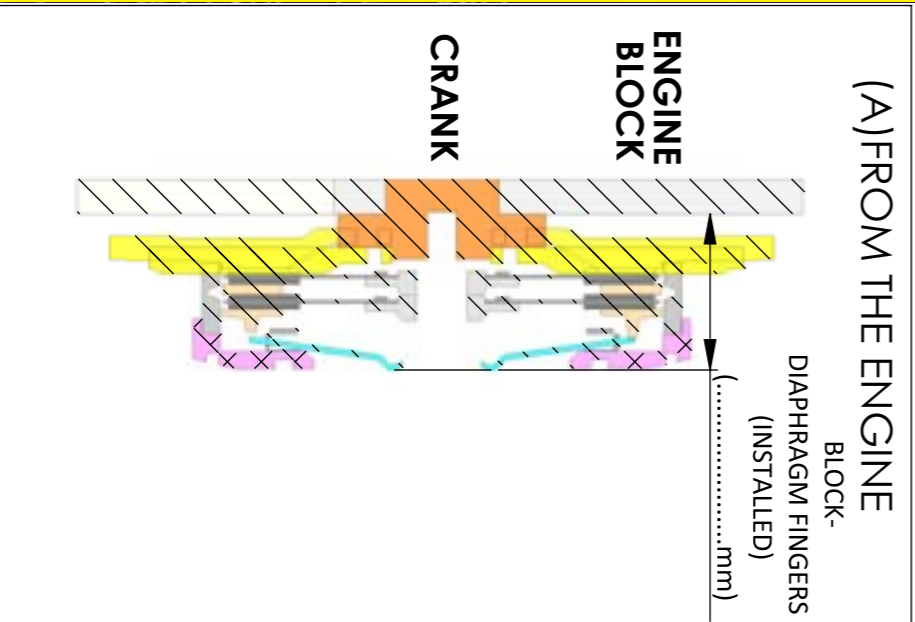 (A)FROM THE ENGINE
BLOCK-
DIAPHRAGM FINGERS
(INSTALLED)
(......................mm)
ENGINE
BLOCK
CRANK